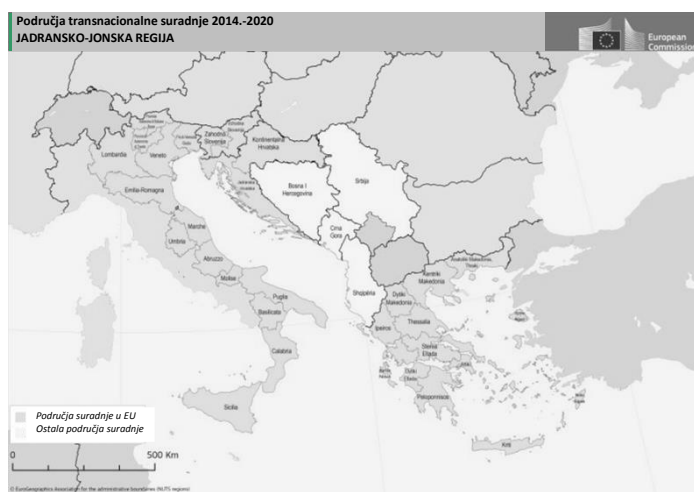 Područja transnacionalne suradnje 2014.-2020
JADRANSKO-JONSKA REGIJA
European
Commission
Lombardia
Veneto
Zahodna
Slovenija
Kontinentalna
Hrvatska
Emilia-Romagna
Bosna I
Hercegovina
Srbija
Marche
Umbria
Crna
Gora
Abruzzo
Molise
Puglia
Basilicata
Shqipëria
Kentriki
Makedonia
Dytiki
Makedonia
Ipeiros
Thessalia
Sterea
Ellada
Calabria
Dytiki
Ellada
Peloponnisos
Sicilia
Kriti
Područja suradnje u EU
Ostala područja suradnje
0 500 Km
© EuroGeographics Association for the administrative boundaries (NUTS regions)